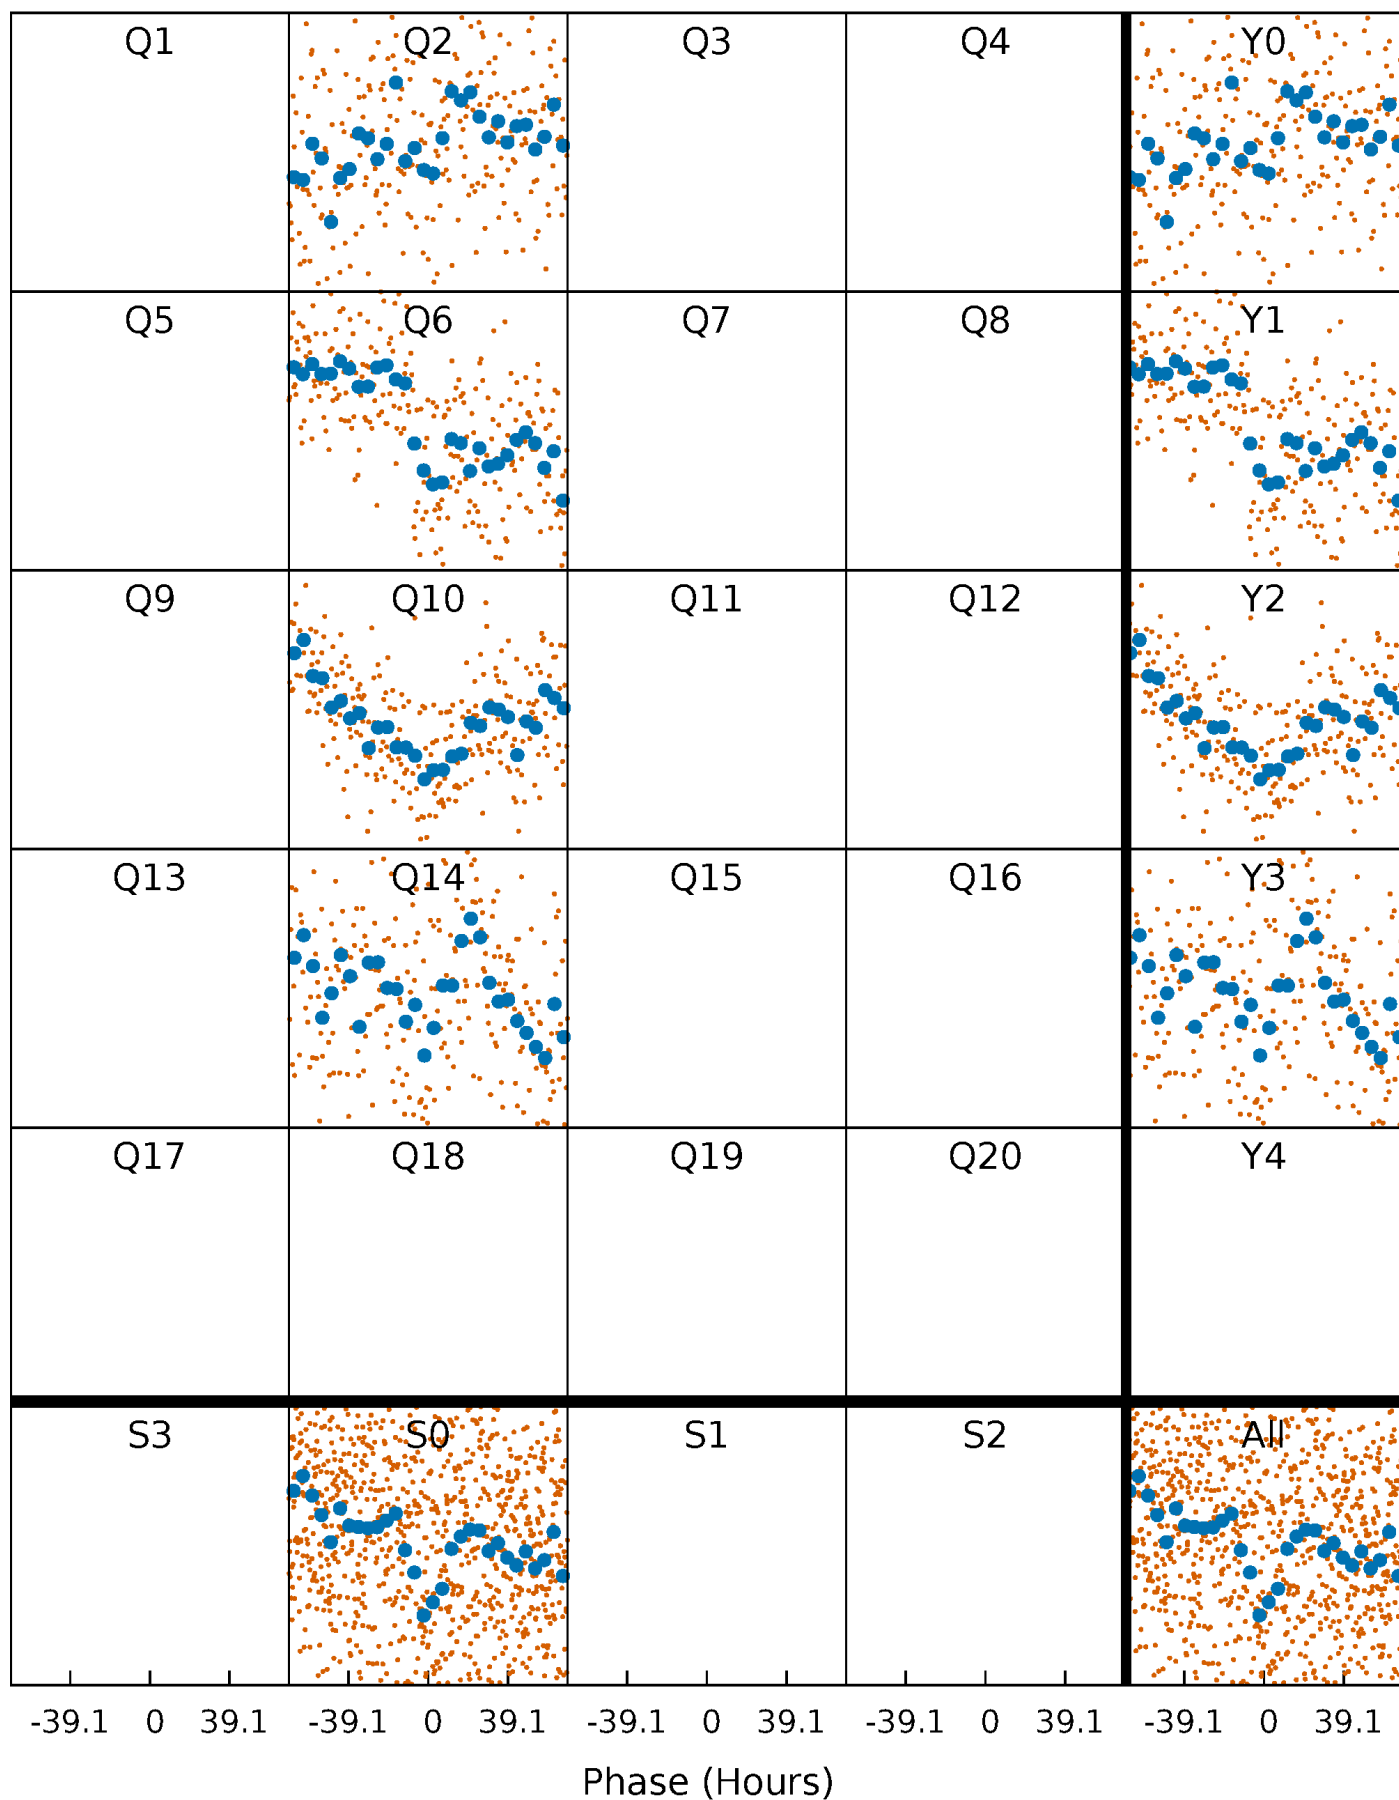 Q1 Q2 Q3 Q4 Y0
Q5 Q6 Q7 Q8 Y1
Q9 Q10 Q11 Q12 Y2
Q13 Q14 Q15 Q16 Y3
Q17 Q18 Q19 Q20 Y4
S3 S0 S1 S2 All
-39.1 0 39.1 -39.1 0 39.1 -39.1 0 39.1 -39.1 0 39.1 -39.1 0 39.1
Phase (Hours)